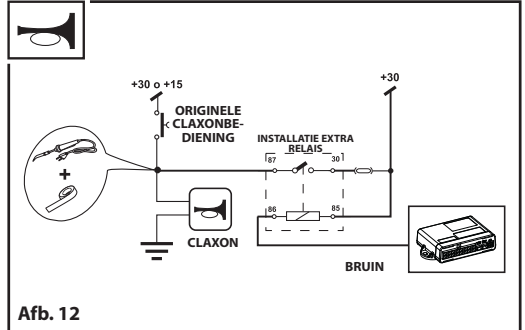 +30 o +15
+30
ORIGINELE
CLAXONBE-
DIENING
INSTALLATIE EXTRA
RELAIS
87
30
+
86
85
CLAXON
BRUIN
Afb. 12